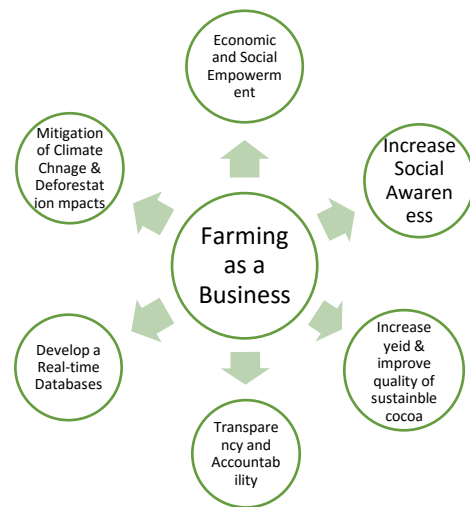 Economic
and Social
Empowerm
ent
Mitigation
of Climate
Chnage &
Deforestat
ion mpacts
Increase
Social
Awaren
ess
Farming
as a
Business
Develop a
Real-time
Databases
Increase
yeid &
improve
quality of
sustainble
cocoa
Transpare
ncy and
Accountab
ility